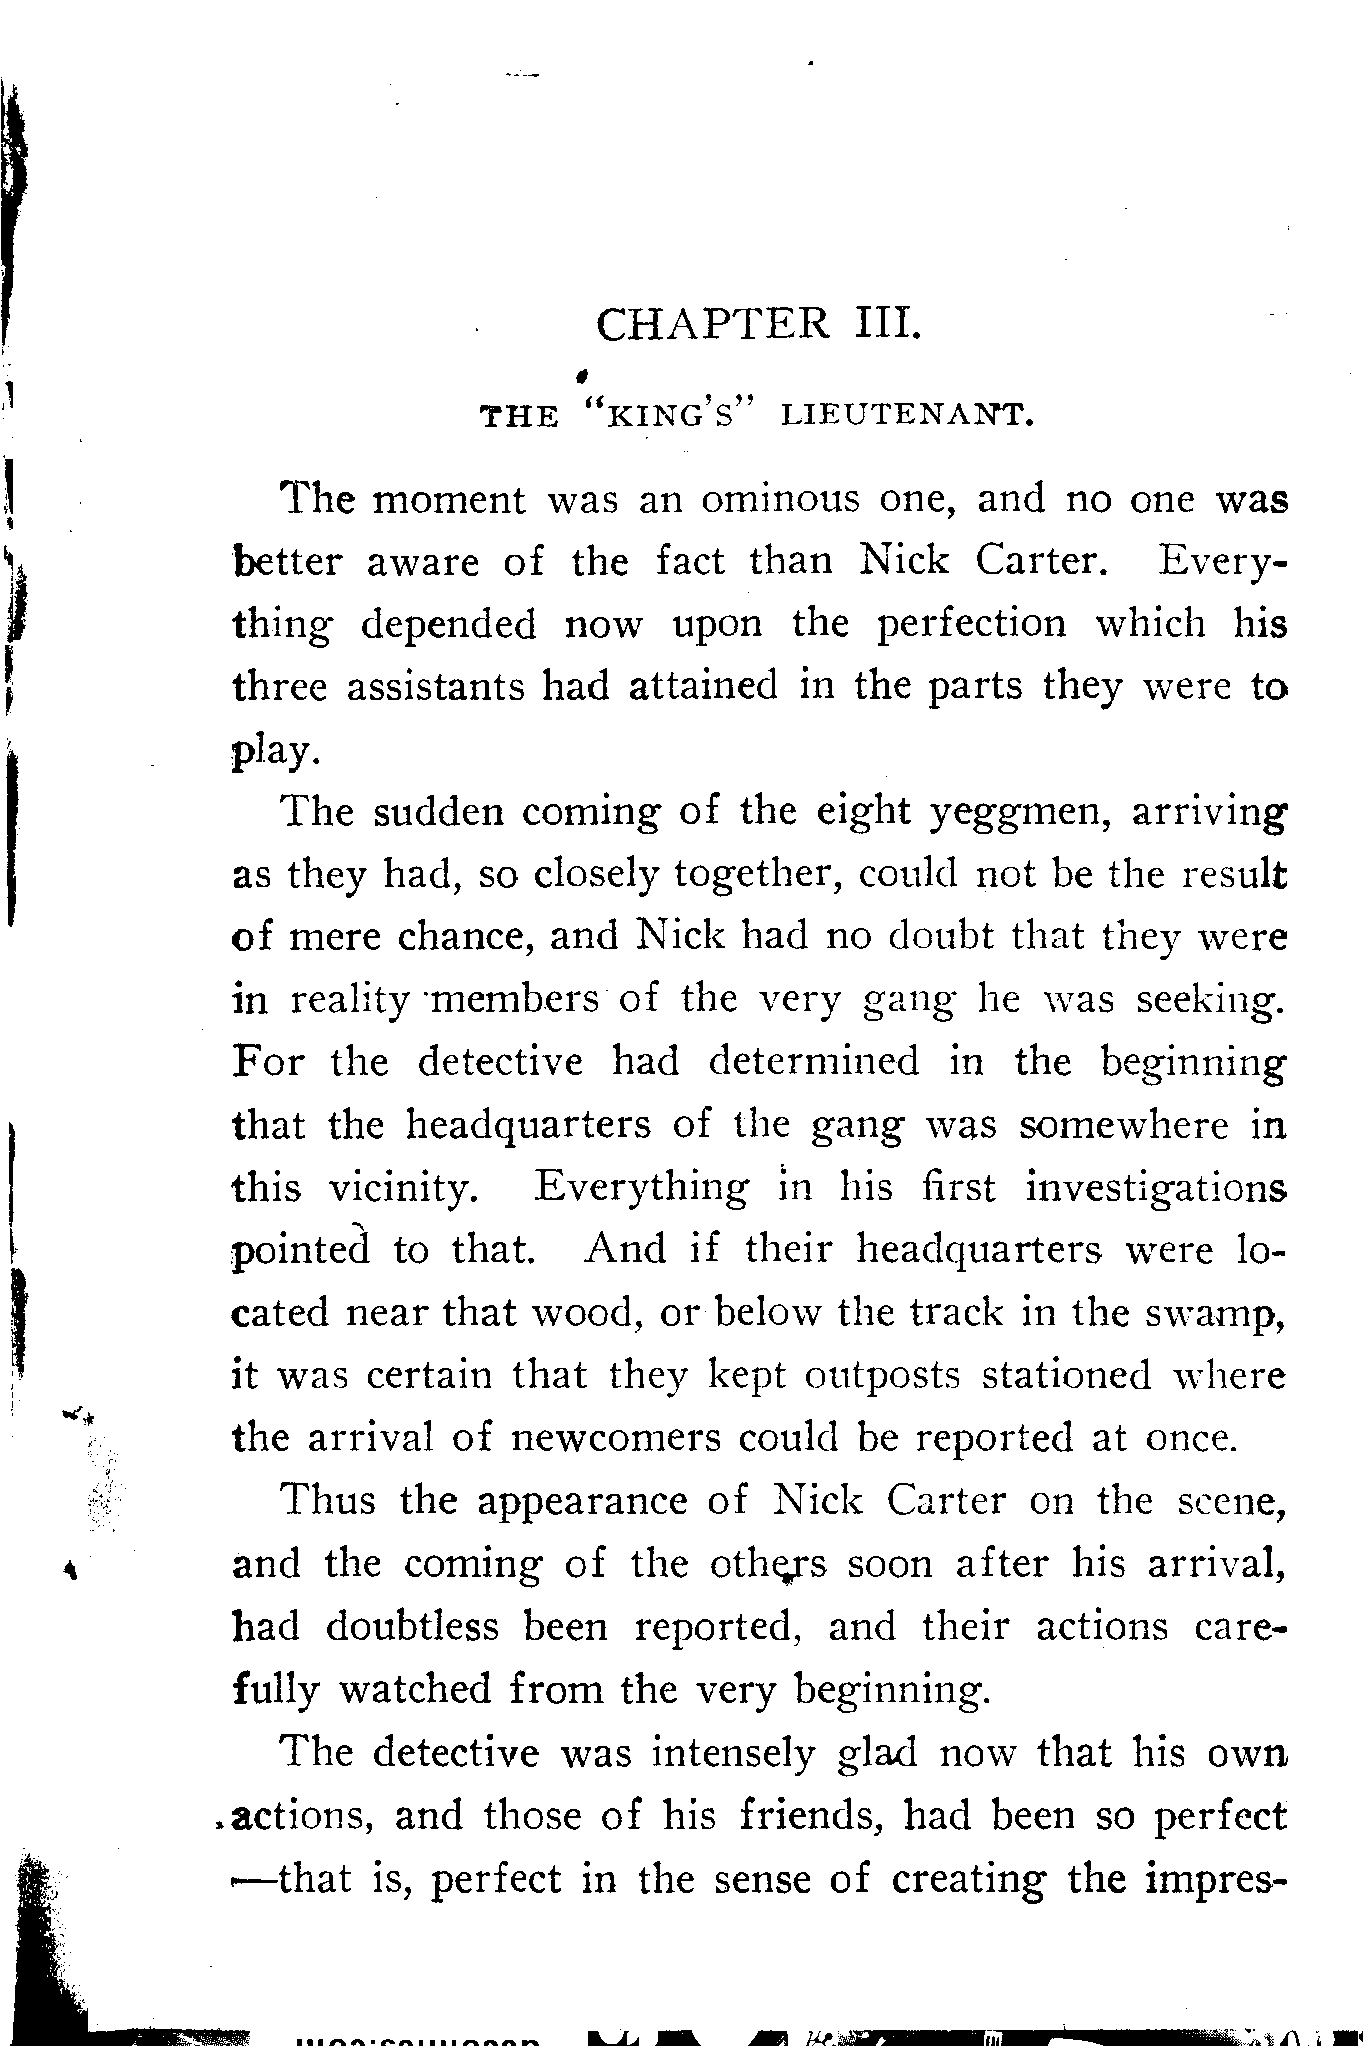 CHAPTER III.
THE "KING'S" LIEUTENANT.
The moment was an ominous one, and no one was
better aware of the fact than Nick Carter. Every-
thing depended now upon the perfection which his
three assistants had attained in the parts they were to
play.
The sudden coming of the eight yeggmen, arriving
as they had, so closely together, could not be the result
of mere chance, and Nick had no doubt that they were
in reality members of the very gang he was seeking.
For the detective had determined in the beginning
that the headquarters of the gang was somewhere in
this vicinity. Everything in his first investigations
pointed to that. And if their headquarters were lo-
cated near that wood, or below the track in the swamp,
it was certain that they kept outposts stationed where
the arrival of newcomers could be reported at once.
Thus the appearance of Nick Carter on the scene,
and the coming of the others soon after his arrival,
had doubtless been reported, and their actions care-
fully watched from the very beginning.
The detective was intensely glad now that his own
actions, and those of his friends, had been so perfect
—that is, perfect in the sense of creating the impres-